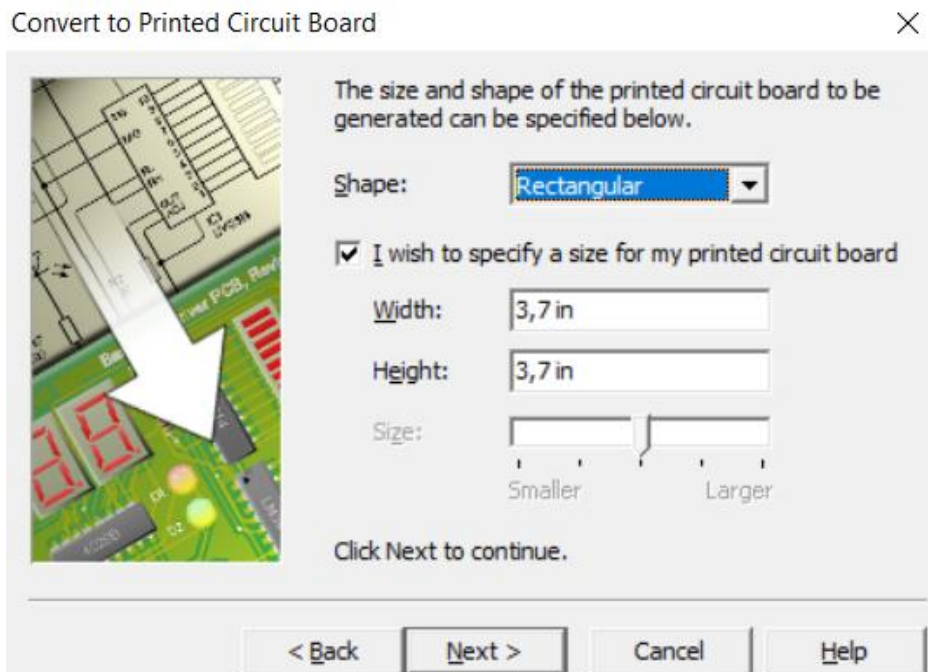 Convert to Printed Circuit Board
The size and shape of the printed circuit board to be
generated can be specified below.
Shape:
Rectangular
I wish to specify a size for my printed circuit board
Width:
3,7 in
Height:
3,7 in
Size:
Smaller
Larger
Click Next to continue.
< Back
Next >
Cancel
Help